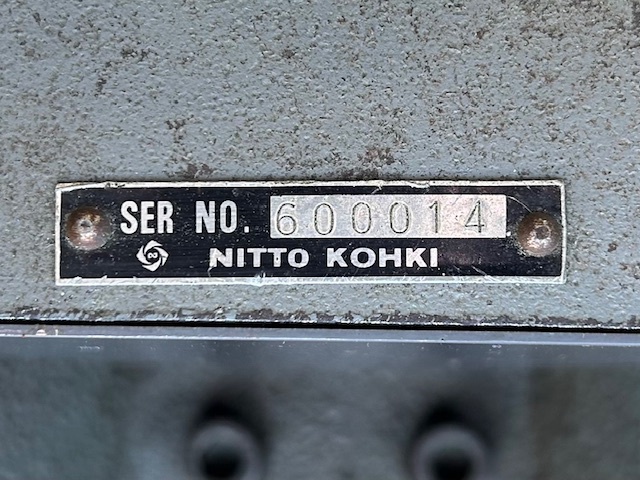 SER NO. 600014
NITTO KOHKI